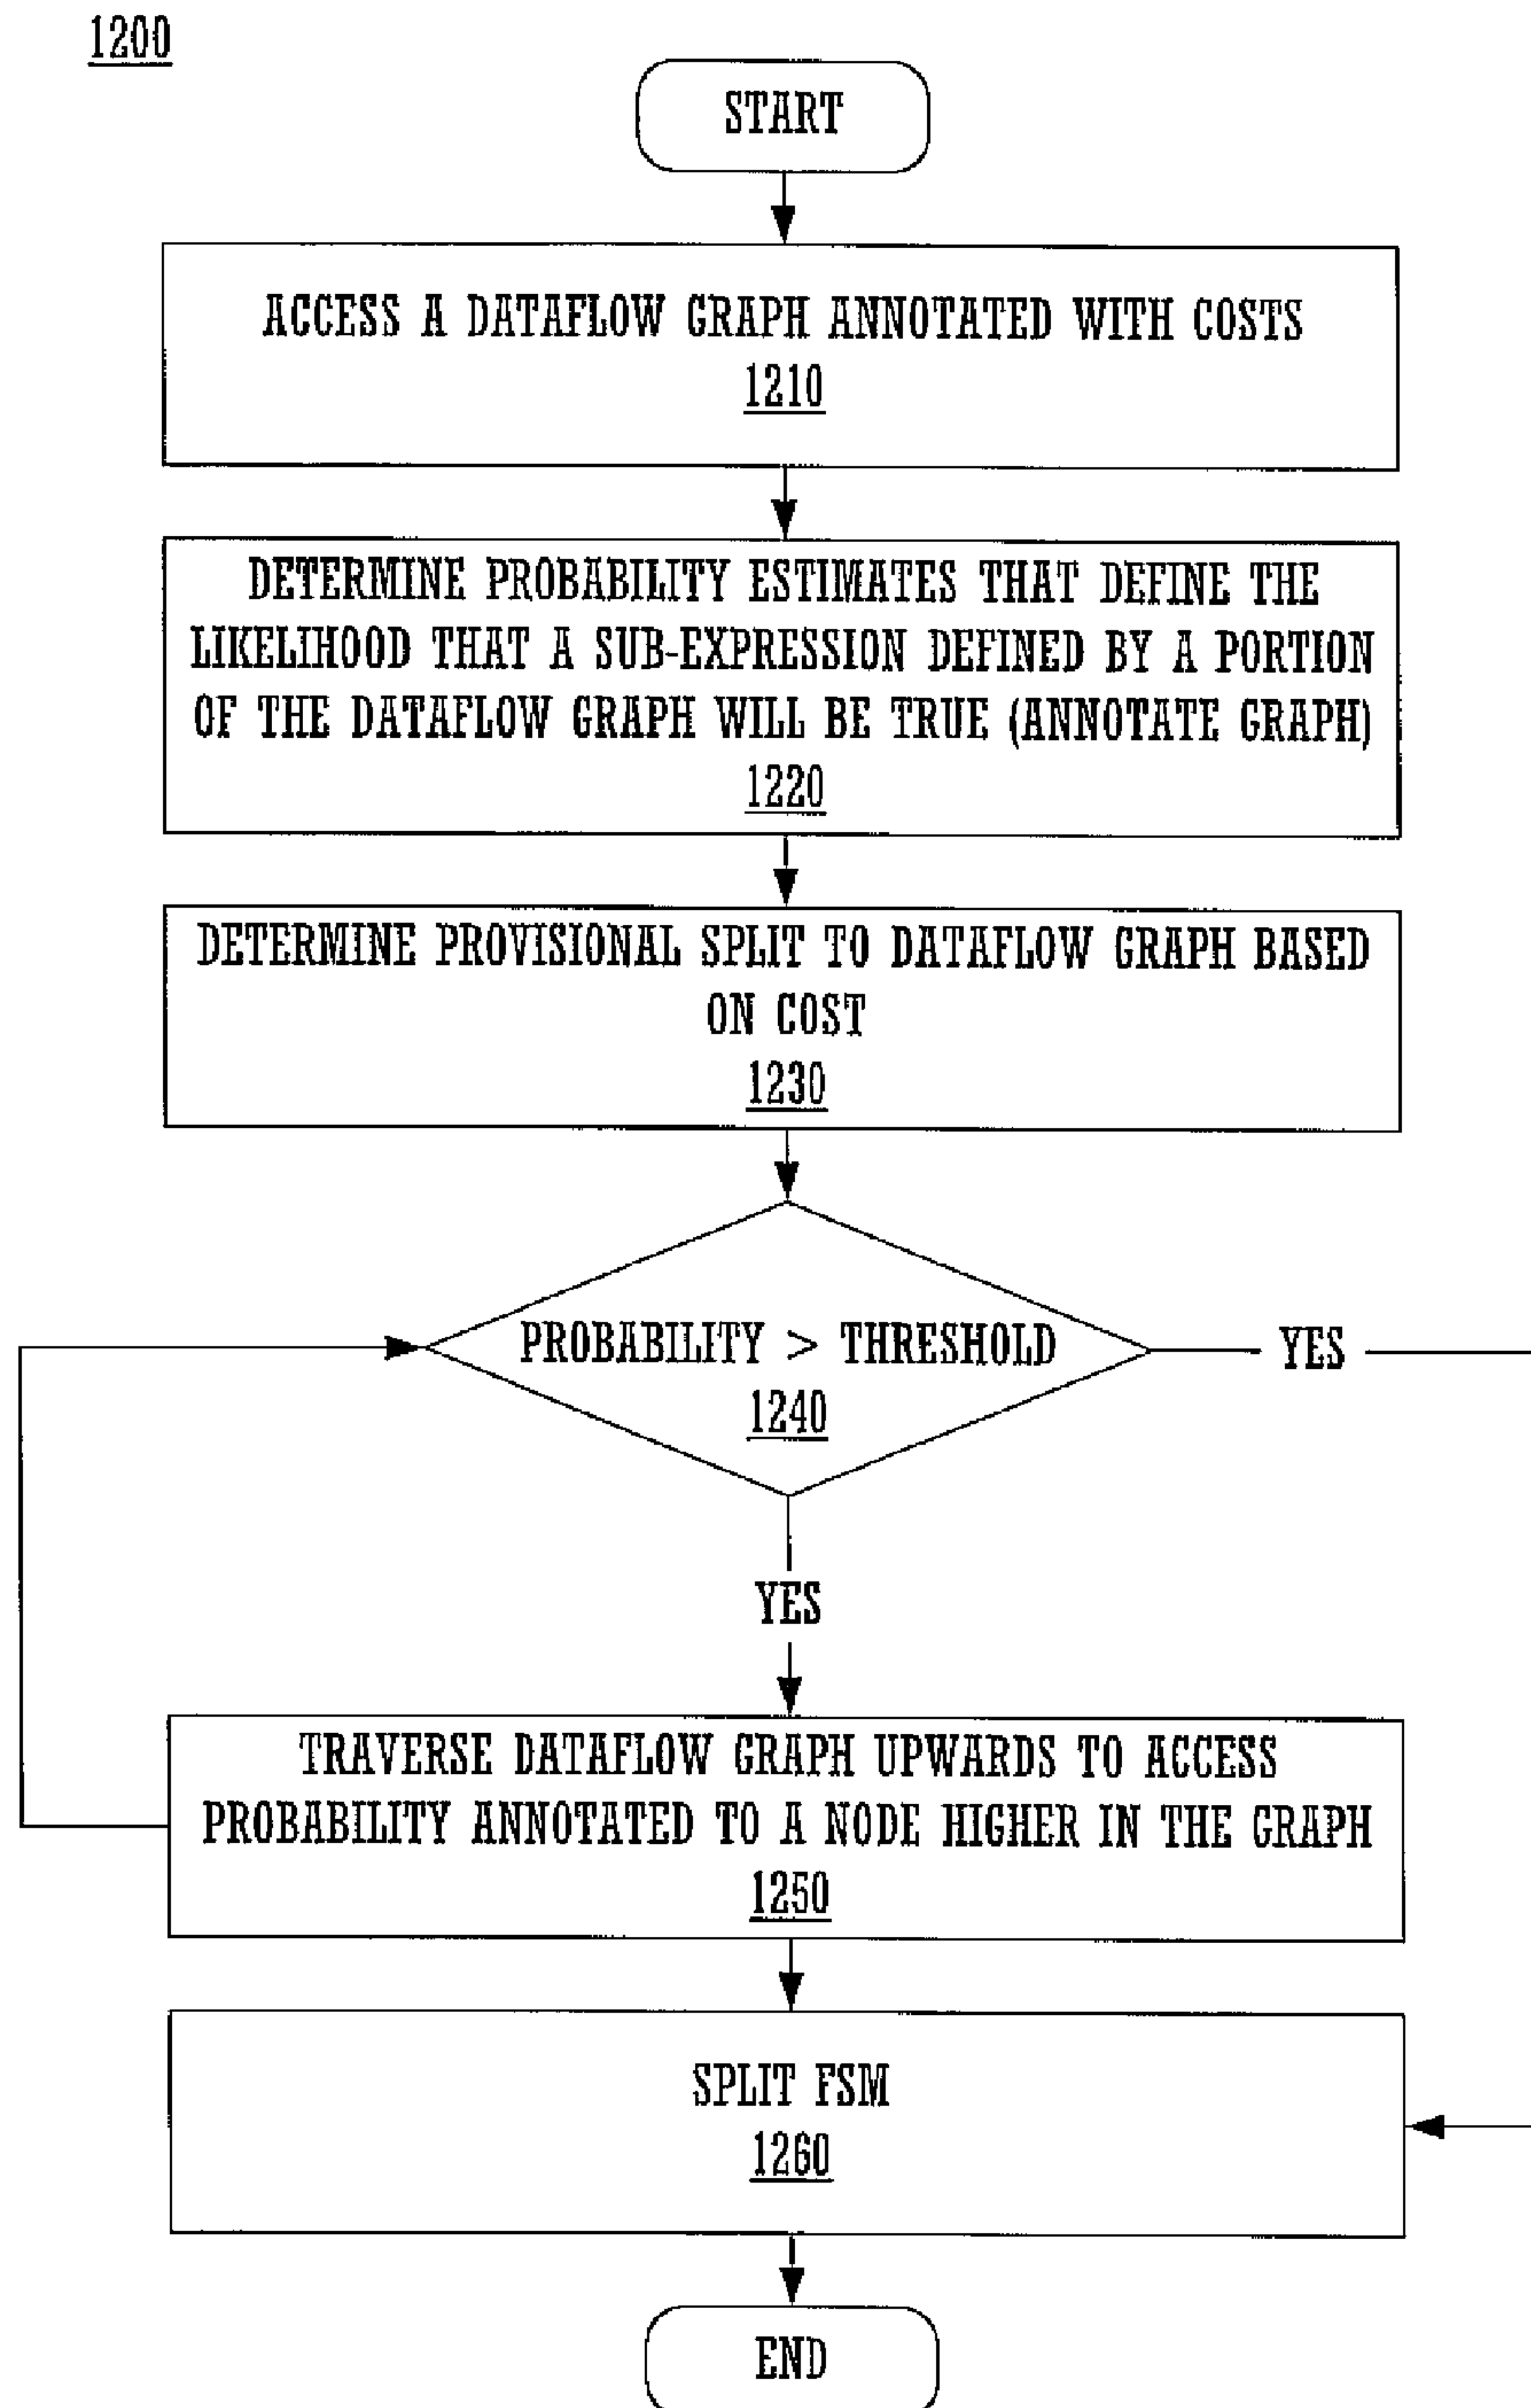 1200
START
ACCESS A DATAFLOW GRAPH ANNOTATED WITH COSTS
1210
DETERMINE PROBABILITY ESTIMATES THAT DEFINE THE
LIKELIHOOD THAT A SUB-EXPRESSION DEFINED BY A PORTION
OF THE DATAFLOW GRAPH WILL BE TRUE (ANNOTATE GRAPH)
1220
DETERMINE PROVISIONAL SPLIT TO DATAFLOW GRAPH BASED
ON COST
1230
PROBABILITY > THRESHOLD
1240
YES
YES
TRAVERSE DATAFLOW GRAPH UPWARDS TO ACCESS
PROBABILITY ANNOTATED TO A NODE HIGHER IN THE GRAPH
1250
SPLIT FSM
1260
END